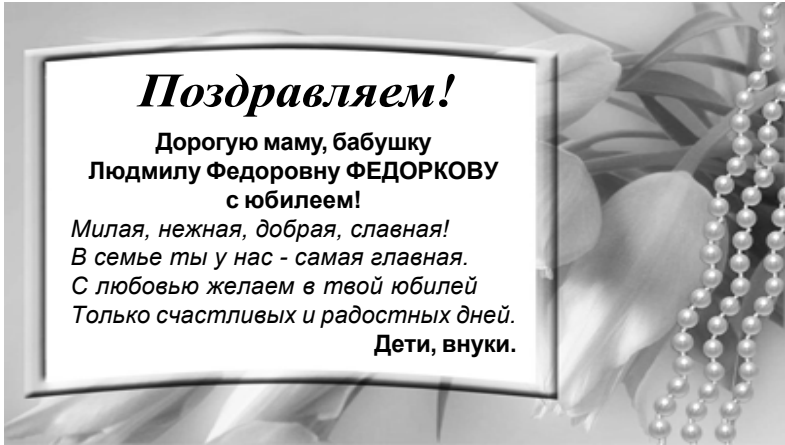 Поздравляем!
Дорогую маму, бабушку
Людмилу Федоровну ФЕДОРКОВУ
с юбилеем!
Милая, нежная, добрая, славная!
В семье ты у нас - самая главная.
С любовью желаем в твой юбилей
Только счастливых и радостных дней.
Дети, внуки.